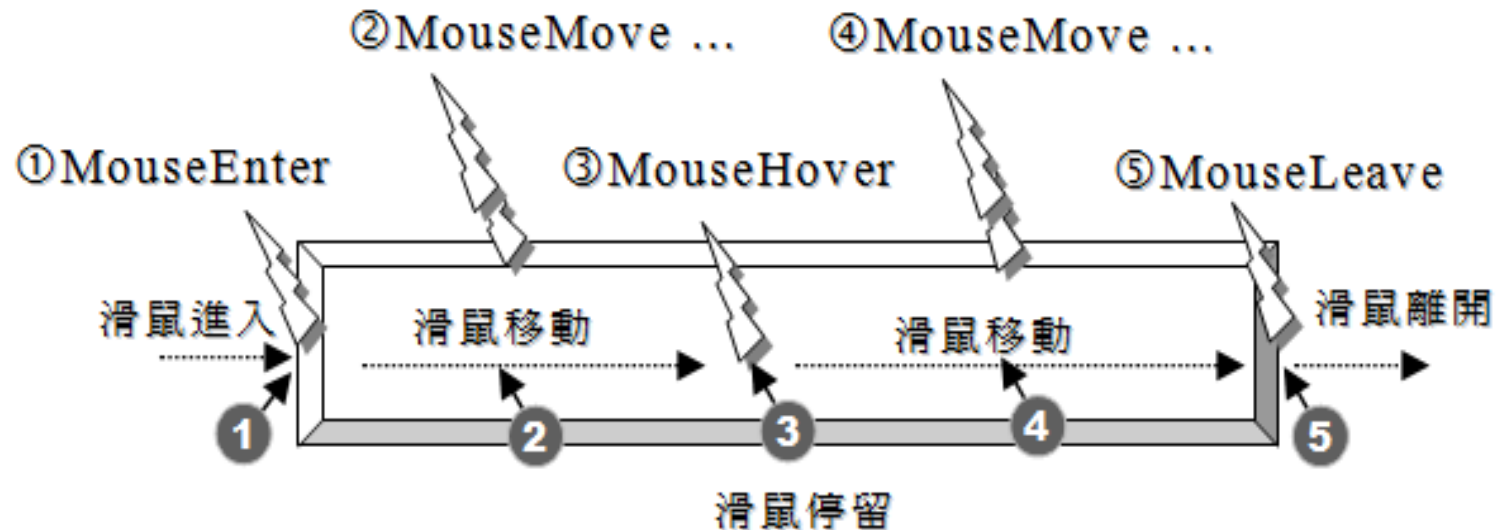 ②MouseMove ...
④MouseMove ...
①MouseEnter
③MouseHover
⑤MouseLeave
滑鼠進入
滑鼠移動
滑鼠移動
滑鼠離開
1
2
3
4
5
滑鼠停留